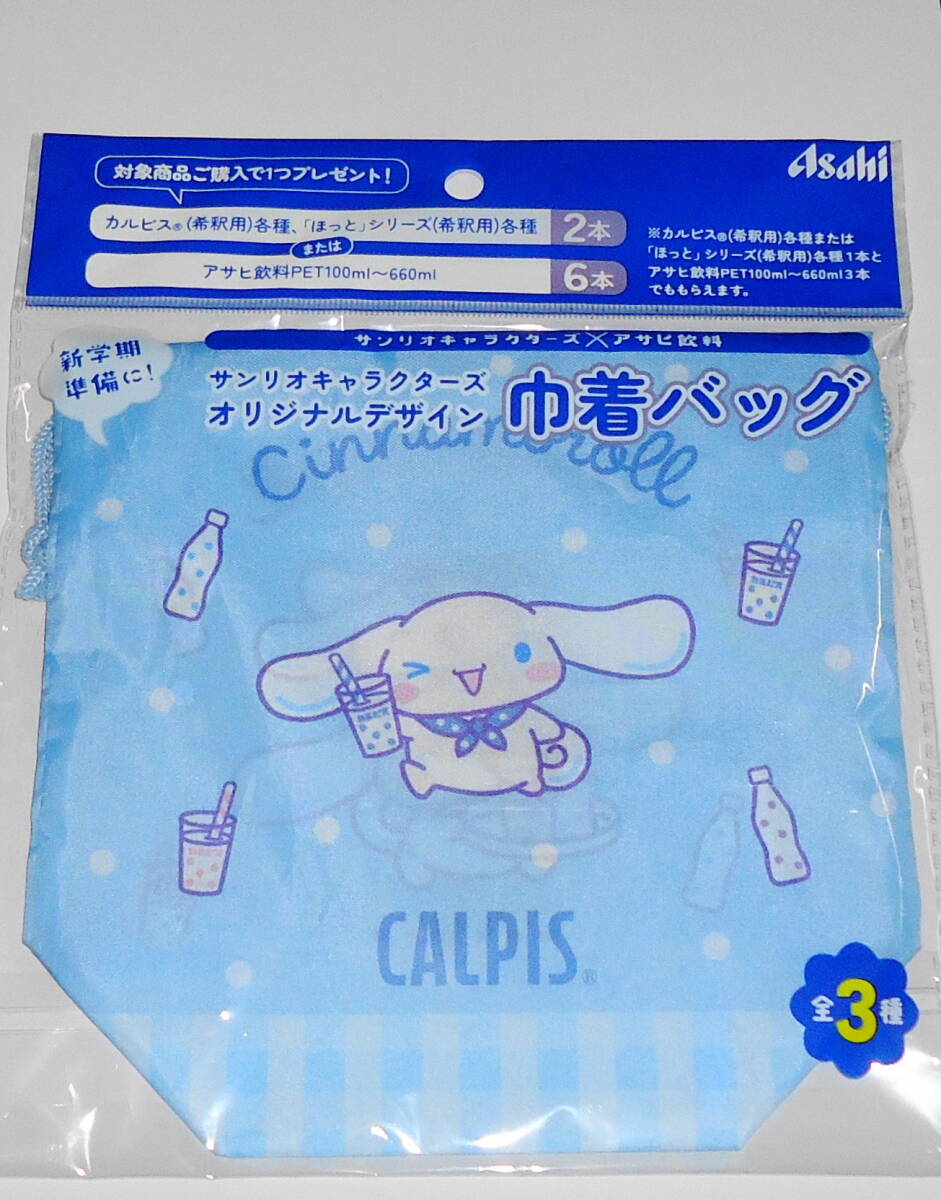 Asahi
対象商品ご購入で1つプレゼント!
カルピス®(希釈用)各種、「ほっと」シリーズ(希釈用)各種 2本
または
アサヒ飲料PET100ml～660ml 6本
※カルピス®(希釈用)各種または
「ほっと」シリーズ(希釈用)各種1本と
アサヒ飲料PET100ml～660ml3本
でももらえます。
サンリオキャラクターズ×アサヒ飲料
新学期
準備に!
サンリオキャラクターズ
オリジナルデザイン
巾着バッグ
Cinnamoroll
CALPIS®
全3種